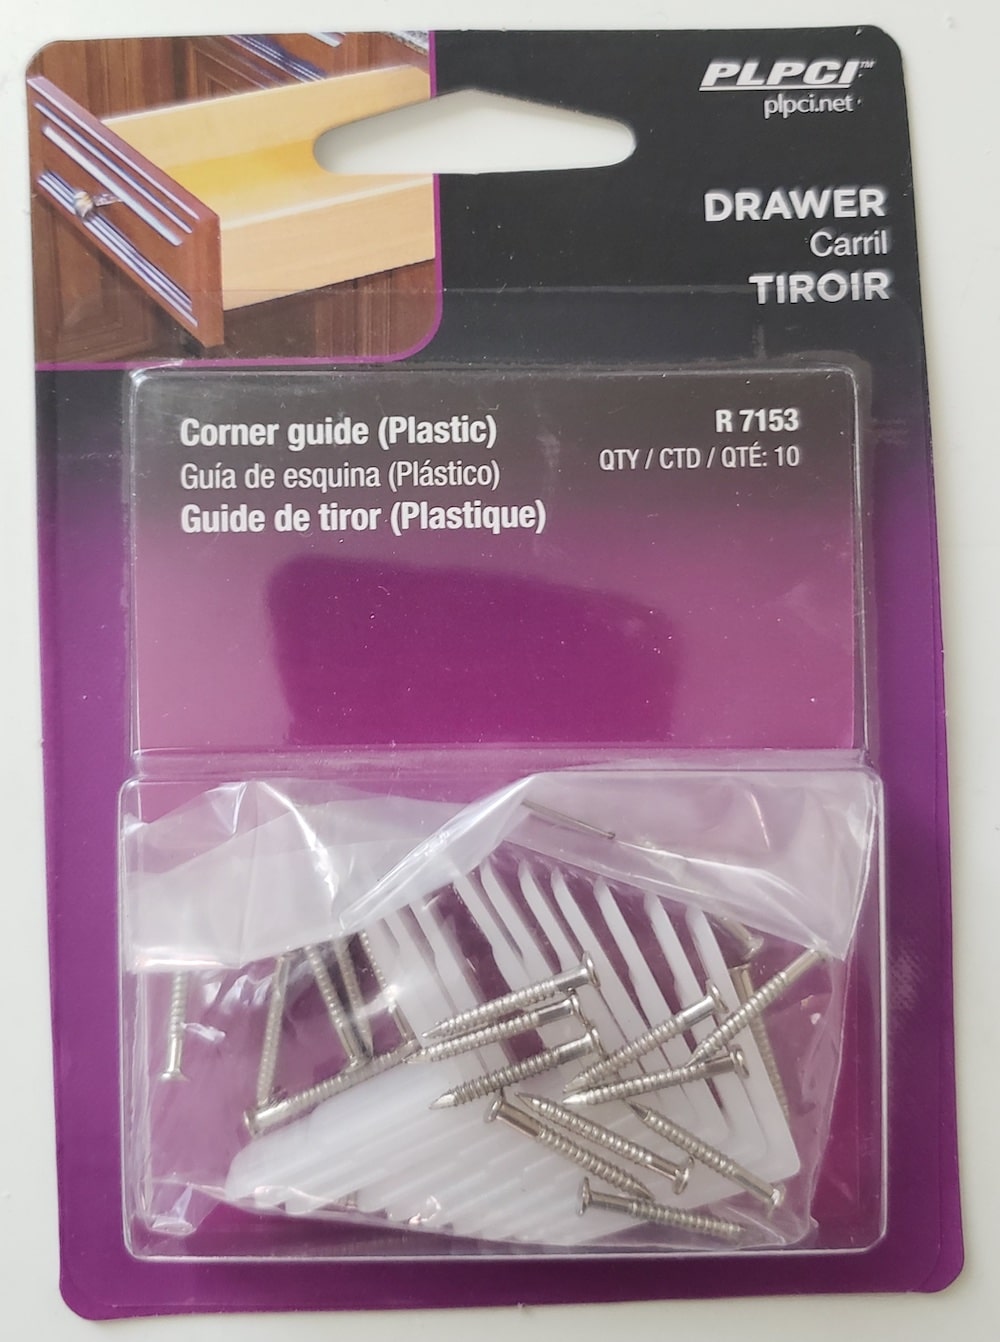 PLPCI™
plpci.net
DRAWER
Carril
TIROIR
Corner guide (Plastic)
Guía de esquina (Plástico)
Guide de tiror (Plastique)
R 7153
QTY / CTD / QTÉ: 10